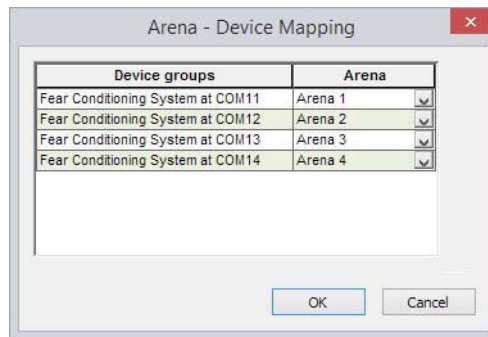 Arena - Device Mapping
Device groups Arena
Fear Conditioning System at COM11 Arena 1
Fear Conditioning System at COM12 Arena 2
Fear Conditioning System at COM13 Arena 3
Fear Conditioning System at COM14 Arena 4
OK Cancel